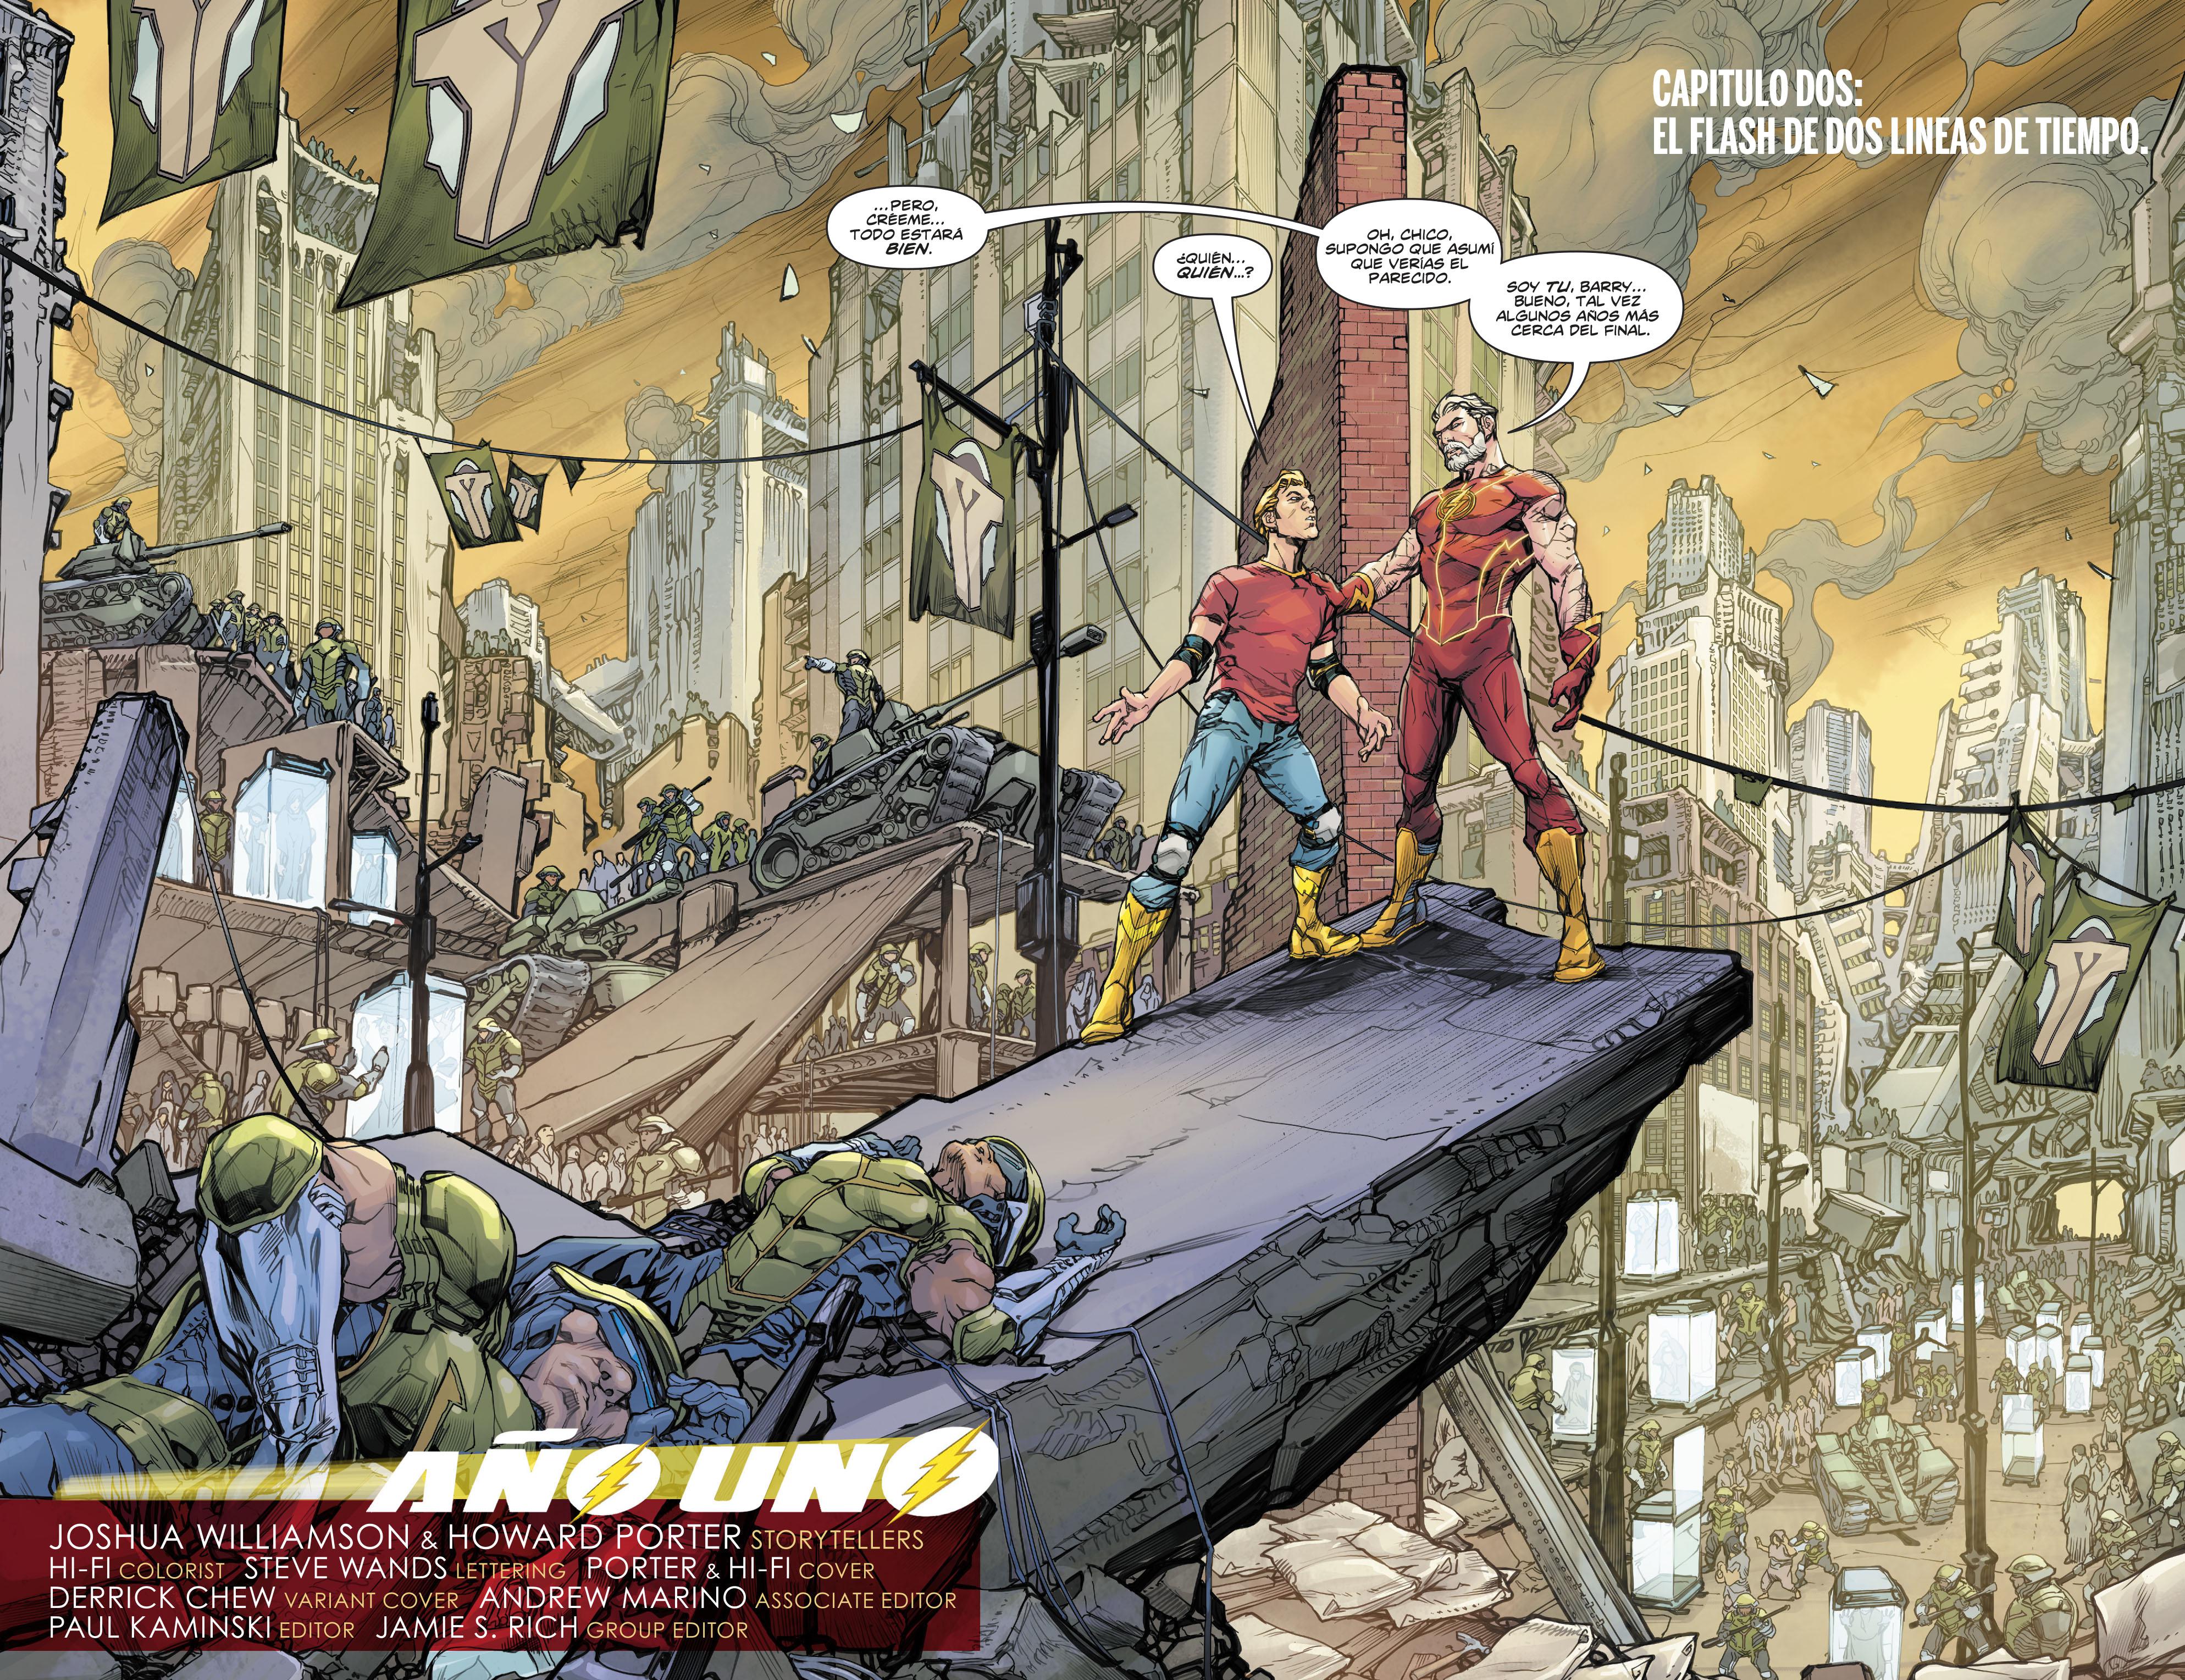 CAPITULO DOS:
EL FLASH DE DOS LINEAS DE TIEMPO.
...PERO,
CRÉEME...
TODO ESTARÁ
BIEN.
¿QUIÉN...
QUIÉN...?
OH, CHICO,
SUPONGO QUE ASUMÍ
QUE VERÍAS EL
PARECIDO.
SOY TU, BARRY...
BUENO, TAL VEZ
ALGUNOS AÑOS MÁS
CERCA DEL FINAL.
AÑO UNO
JOSHUA WILLIAMSON & HOWARD PORTER STORYTELLERS
HI-FI COLORIST STEVE WANDS LETTERING PORTER & HI-FI COVER
DERRICK CHEW VARIANT COVER ANDREW MARINO ASSOCIATE EDITOR
PAUL KAMINSKI EDITOR JAMIE S. RICH GROUP EDITOR